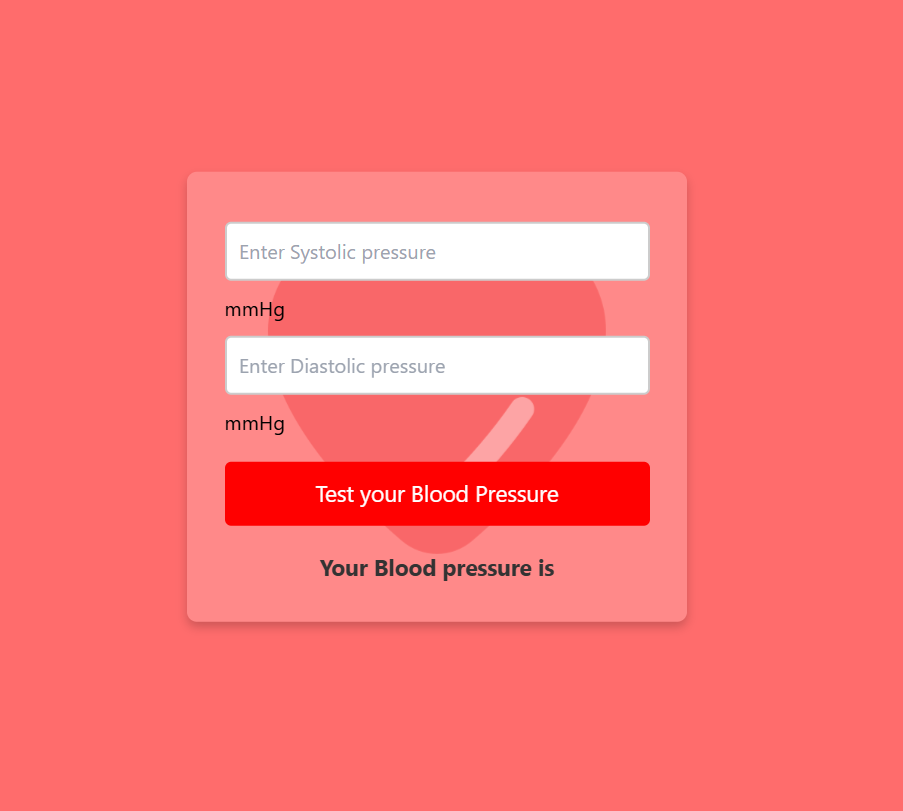 Enter Systolic pressure
mmHg
Enter Diastolic pressure
mmHg
Test your Blood Pressure
Your Blood pressure is